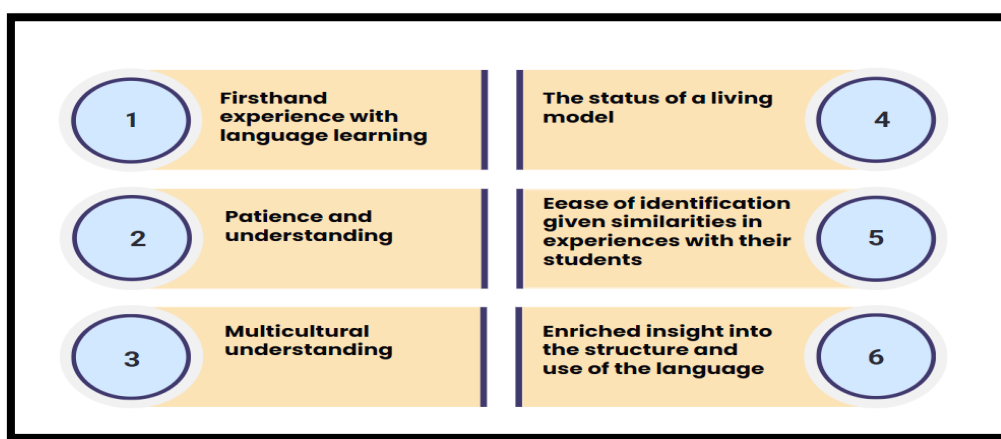 1
Firsthand
experience with
language learning
2
Patience and
understanding
3
Multicultural
understanding
The status of a living
model
4
Eease of identification
given similarities in
experiences with their
students
5
Enriched insight into
the structure and
use of the language
6